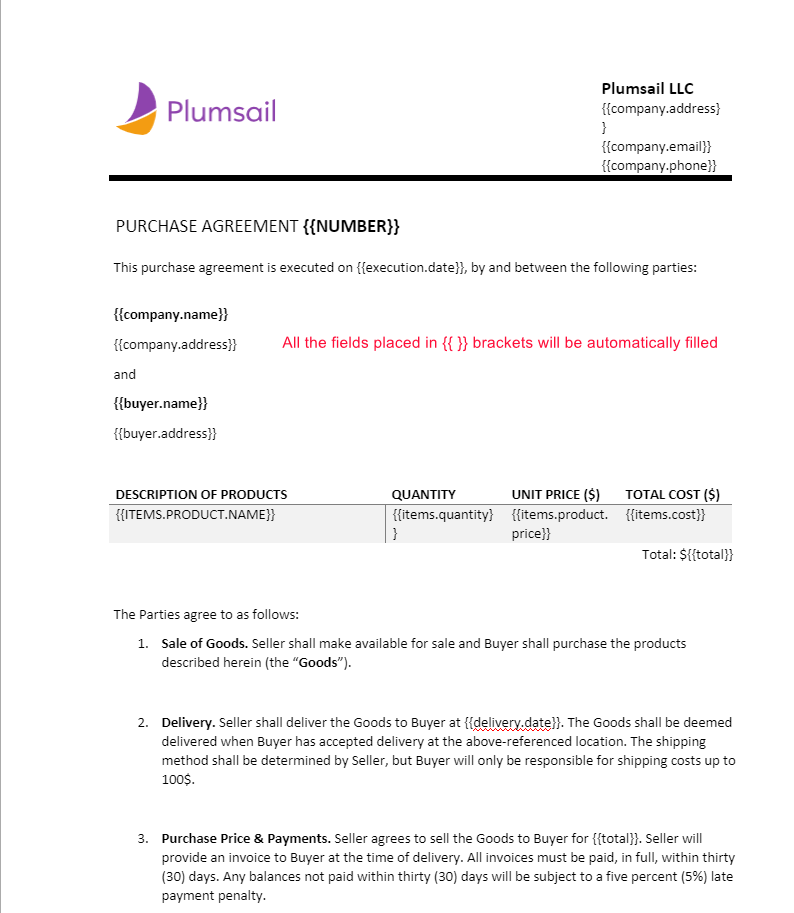 Plumsail
Plumsail LLC
{{company.address}
}
{{company.email}}
{{company.phone}}
PURCHASE AGREEMENT {{NUMBER}}
This purchase agreement is executed on {{execution.date}}, by and between the following parties:
{{company.name}}
{{company.address}}
All the fields placed in {{ }} brackets will be automatically filled
and
{{buyer.name}}
{{buyer.address}}
DESCRIPTION OF PRODUCTS QUANTITY UNIT PRICE ($) TOTAL COST ($)
{{ITEMS.PRODUCT.NAME}} {{items.quantity} {{items.product. {{items.cost}}
} price}}
Total: ${{total}}
The Parties agree to as follows:
1. Sale of Goods. Seller shall make available for sale and Buyer shall purchase the products
described herein (the “Goods”).
2. Delivery. Seller shall deliver the Goods to Buyer at {{delivery.date}}. The Goods shall be deemed
delivered when Buyer has accepted delivery at the above-referenced location. The shipping
method shall be determined by Seller, but Buyer will only be responsible for shipping costs up to
100$.
3. Purchase Price & Payments. Seller agrees to sell the Goods to Buyer for {{total}}. Seller will
provide an invoice to Buyer at the time of delivery. All invoices must be paid, in full, within thirty
(30) days. Any balances not paid within thirty (30) days will be subject to a five percent (5%) late
payment penalty.